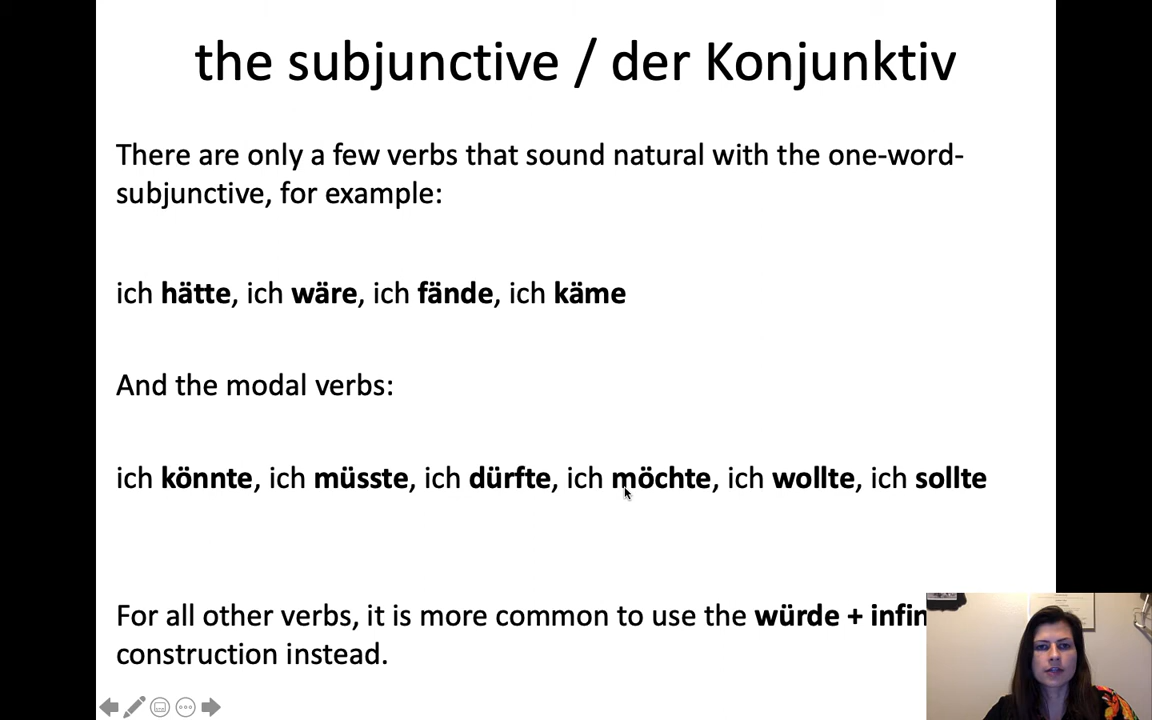 the subjunctive / der Konjunktiv
There are only a few verbs that sound natural with the one-word-
subjunctive, for example:
ich hätte, ich wäre, ich fände, ich käme
And the modal verbs:
ich könnte, ich müsste, ich dürfte, ich möchte, ich wollte, ich sollte
For all other verbs, it is more common to use the würde + infin
construction instead.